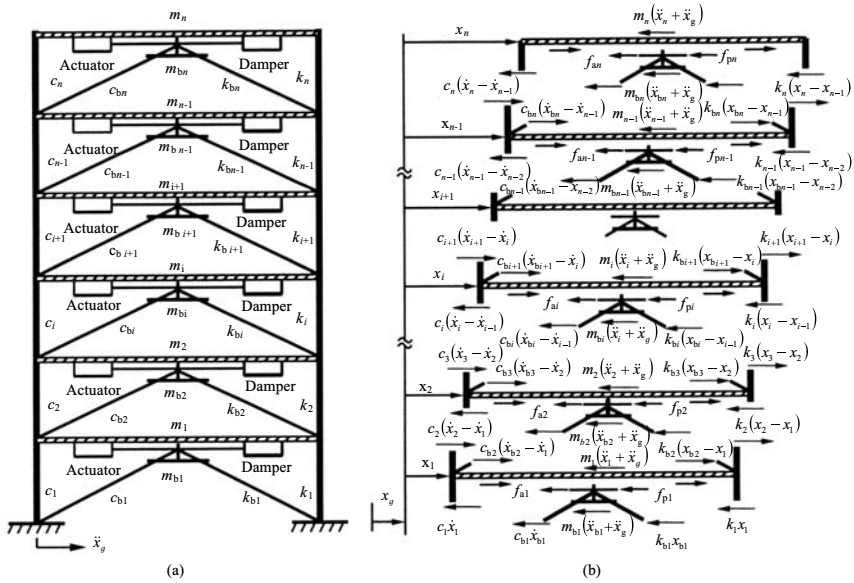 m_n
Actuator Damper
c_n c_bn m_bn k_bn k_n
m_n-1
Actuator Damper
c_n-1 c_bn-1 m_b n-1 k_bn-1 k_n-1
m_i+1
Actuator Damper
c_i+1 c_b i+1 m_b i+1 k_b i+1 k_i+1
m_i
Actuator Damper
c_i c_bi m_bi k_bi k_i
m_2
Actuator Damper
c_2 c_b2 m_b2 k_b2 k_2
m_1
Actuator Damper
c_1 c_b1 m_b1 k_b1 k_1
ẍ_g
(a)
m_n(ẍ_n + ẍ_g)
x_n
f_an f_pn
c_n(ẋ_n − ẋ_n−1) m_bn(ẍ_bn + ẍ_g) k_n(x_n − x_n−1)
c_bn(ẋ_bn − ẋ_n−1) m_n−1(ẍ_n−1 + ẍ_g) k_bn(x_bn − x_n−1)
x_n-1
f_an-1 f_pn-1
c_n−1(ẋ_n−1 − ẋ_n−2) k_n−1(x_n−1 − x_n−2)
c_bn−1(ẋ_bn−1 − x_n−2) m_bn−1(ẍ_bn−1 + ẍ_g) k_bn−1(x_bn−1 − x_n−2)
x_i+1
c_i+1(ẋ_i+1 − ẋ_i) k_i+1(x_i+1 − x_i)
c_bi+1(ẋ_bi+1 − ẋ_i) m_i(ẍ_i + ẍ_g) k_bi+1(x_bi+1 − x_i)
x_i
f_ai f_pi
c_i(ẋ_i − ẋ_i−1) k_i(x_i − x_i−1)
c_bi(ẋ_bi − ẋ_i−1) m_bi(ẍ_i + ẍ_g) k_bi(x_bi − x_i−1)
c_3(ẋ_3 − ẋ_2) k_3(x_3 − x_2)
c_b3(ẋ_b3 − ẋ_2) m_2(ẍ_2 + ẍ_g) k_b3(x_b3 − x_2)
x_2
f_a2 f_p2
c_2(ẋ_2 − ẋ_1) m_b2(ẍ_b2 + ẍ_g) k_2(x_2 − x_1)
c_b2(ẋ_b2 − ẋ_1) m_1(ẍ_1 + ẍ_g) k_b2(x_b2 − x_1)
x_1
f_a1 f_p1
x_g
c_1ẋ_1 k_1x_1
c_b1ẋ_b1 m_b1(ẍ_b1+ẍ_g) k_b1x_b1
(b)